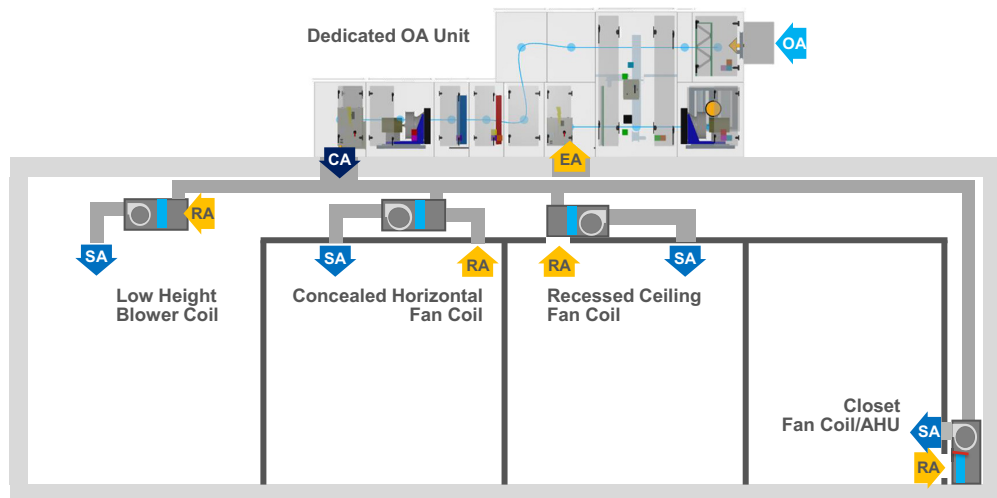 Dedicated OA Unit
OA
CA
EA
RA
SA
SA
RA
RA
SA
Low Height
Blower Coil
Concealed Horizontal
Fan Coil
Recessed Ceiling
Fan Coil
Closet
Fan Coil/AHU
SA
RA